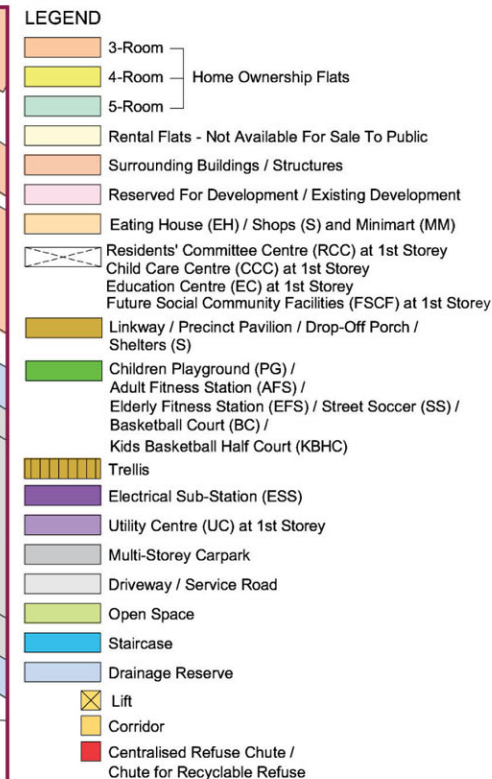 LEGEND
3-Room
4-Room
Home Ownership Flats
5-Room
Rental Flats - Not Available For Sale To Public
Surrounding Buildings / Structures
Reserved For Development / Existing Development
Eating House (EH) / Shops (S) and Minimart (MM)
Residents' Committee Centre (RCC) at 1st Storey
Child Care Centre (CCC) at 1st Storey
Education Centre (EC) at 1st Storey
Future Social Community Facilities (FSCF) at 1st Storey
Linkway / Precinct Pavilion / Drop-Off Porch /
Shelters (S)
Children Playground (PG) /
Adult Fitness Station (AFS) /
Elderly Fitness Station (EFS) / Street Soccer (SS) /
Basketball Court (BC) /
Kids Basketball Half Court (KBHC)
Trellis
Electrical Sub-Station (ESS)
Utility Centre (UC) at 1st Storey
Multi-Storey Carpark
Driveway / Service Road
Open Space
Staircase
Drainage Reserve
Lift
Corridor
Centralised Refuse Chute /
Chute for Recyclable Refuse